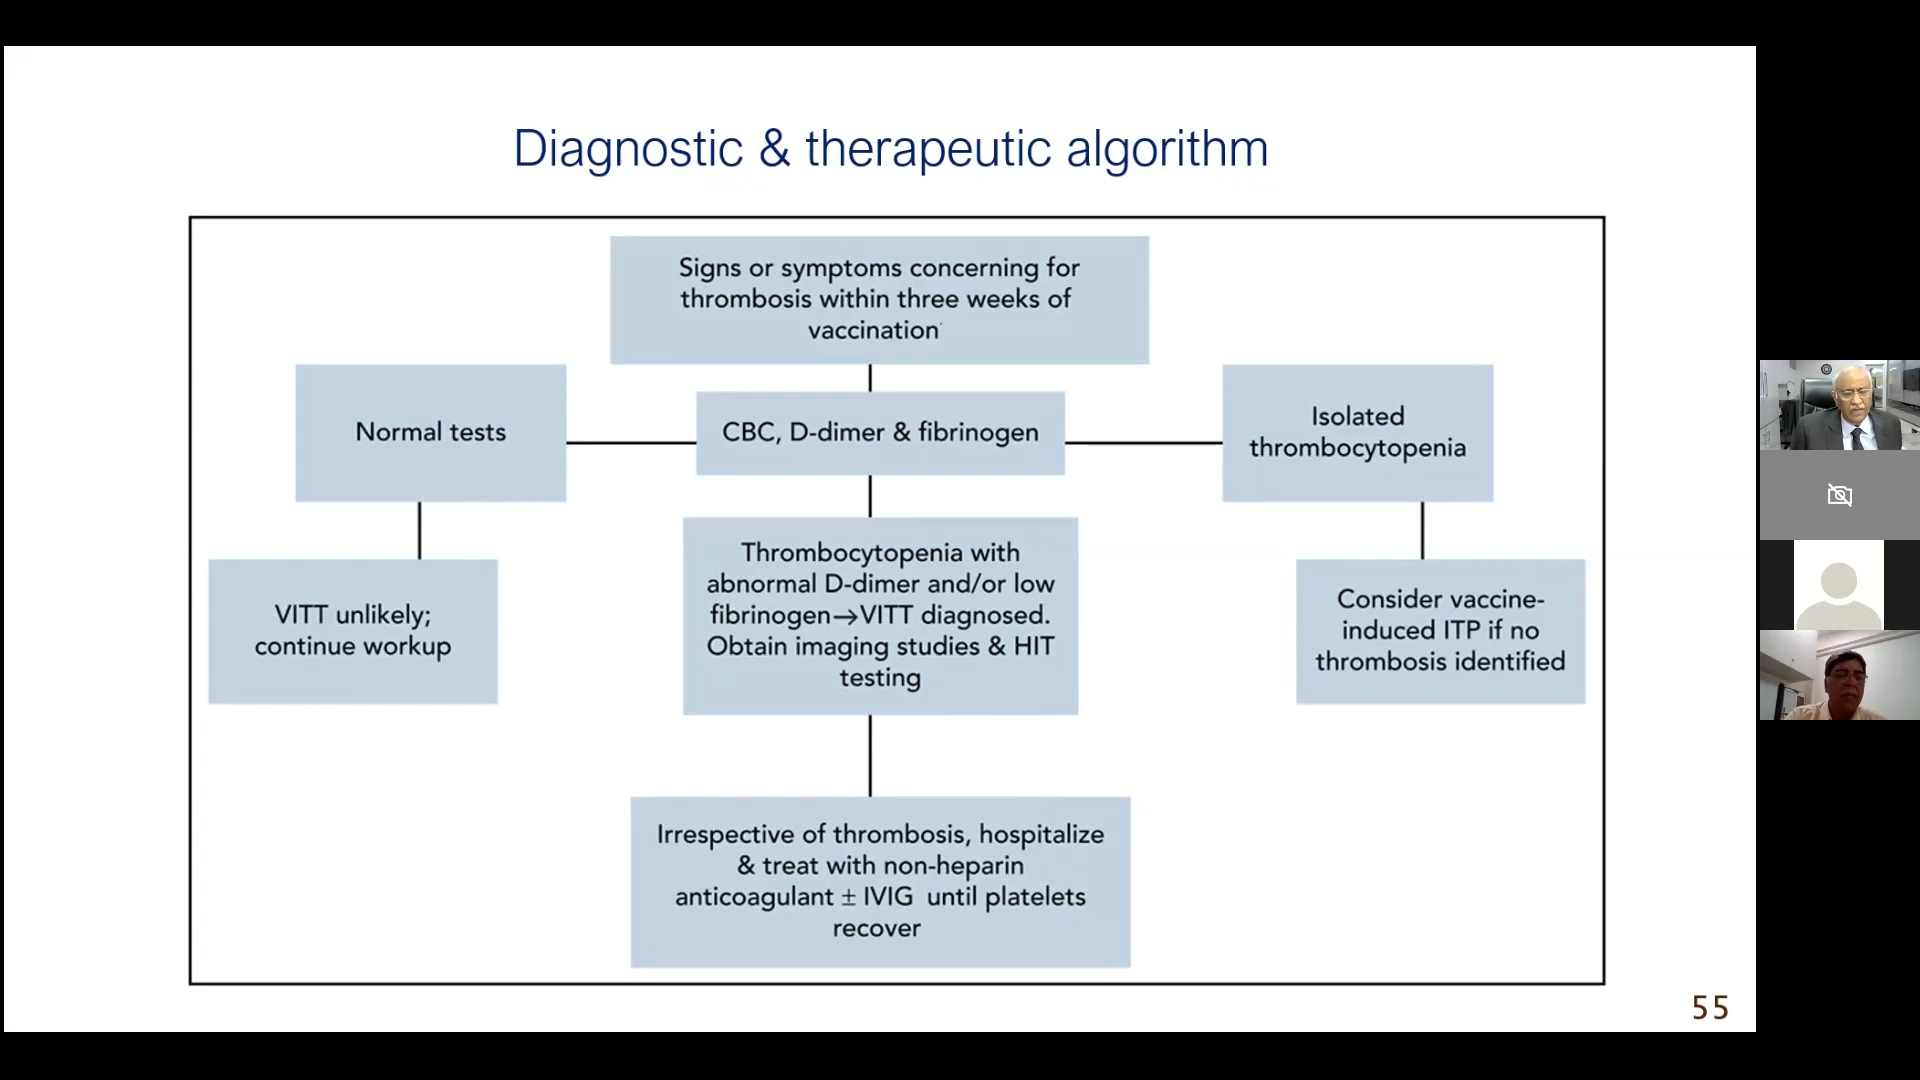 Diagnostic & therapeutic algorithm
Signs or symptoms concerning for
thrombosis within three weeks of
vaccination
Normal tests
CBC, D-dimer & fibrinogen
Isolated
thrombocytopenia
VITT unlikely;
continue workup
Thrombocytopenia with
abnormal D-dimer and/or low
fibrinogen→VITT diagnosed.
Obtain imaging studies & HIT
testing
Consider vaccine-
induced ITP if no
thrombosis identified
Irrespective of thrombosis, hospitalize
& treat with non-heparin
anticoagulant ± IVIG until platelets
recover
55